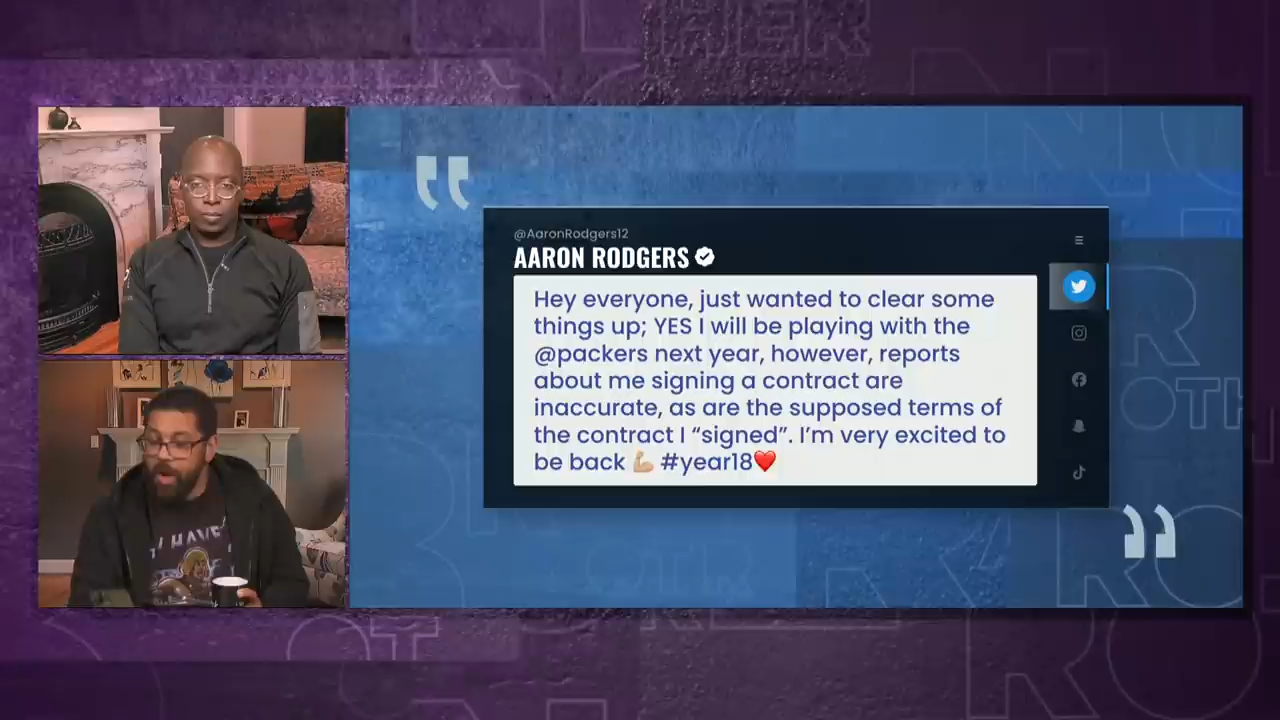 @AaronRodgers12
AARON RODGERS
Hey everyone, just wanted to clear some
things up; YES I will be playing with the
@packers next year, however, reports
about me signing a contract are
inaccurate, as are the supposed terms of
the contract I “signed”. I’m very excited to
be back 💪🏼 #year18❤️
HAVE